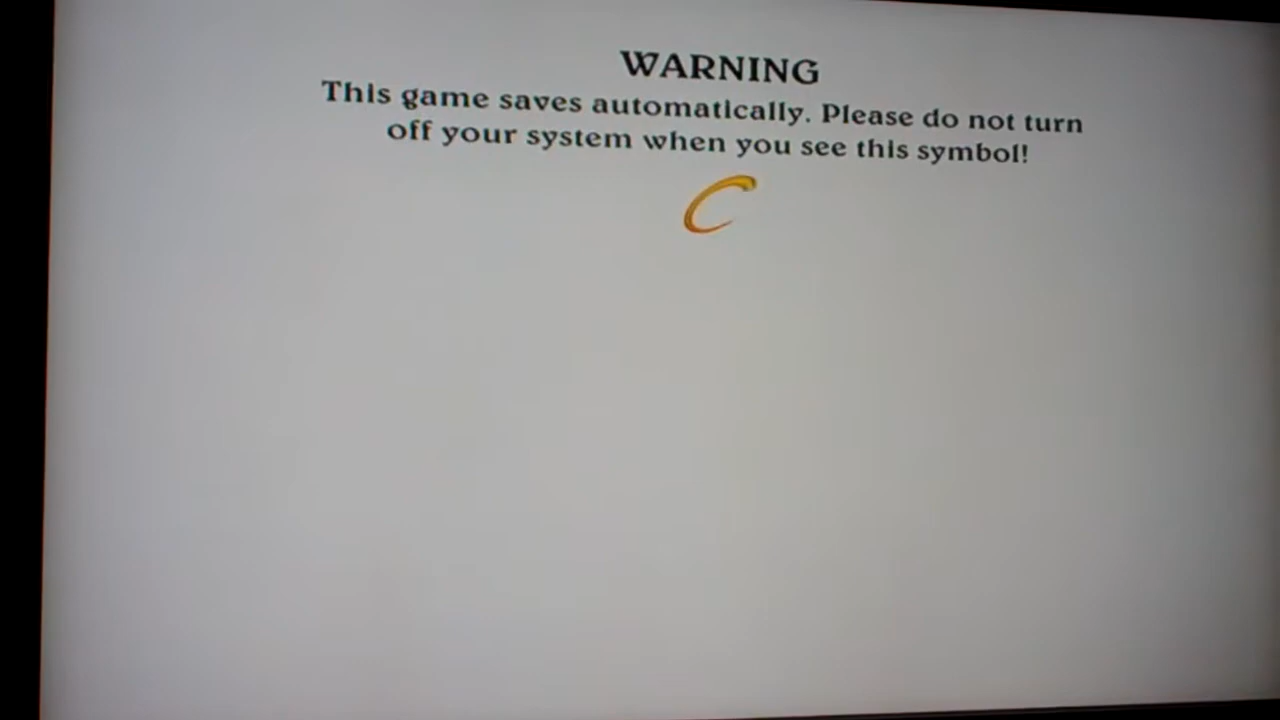 WARNING
This game saves automatically. Please do not turn
off your system when you see this symbol!
C